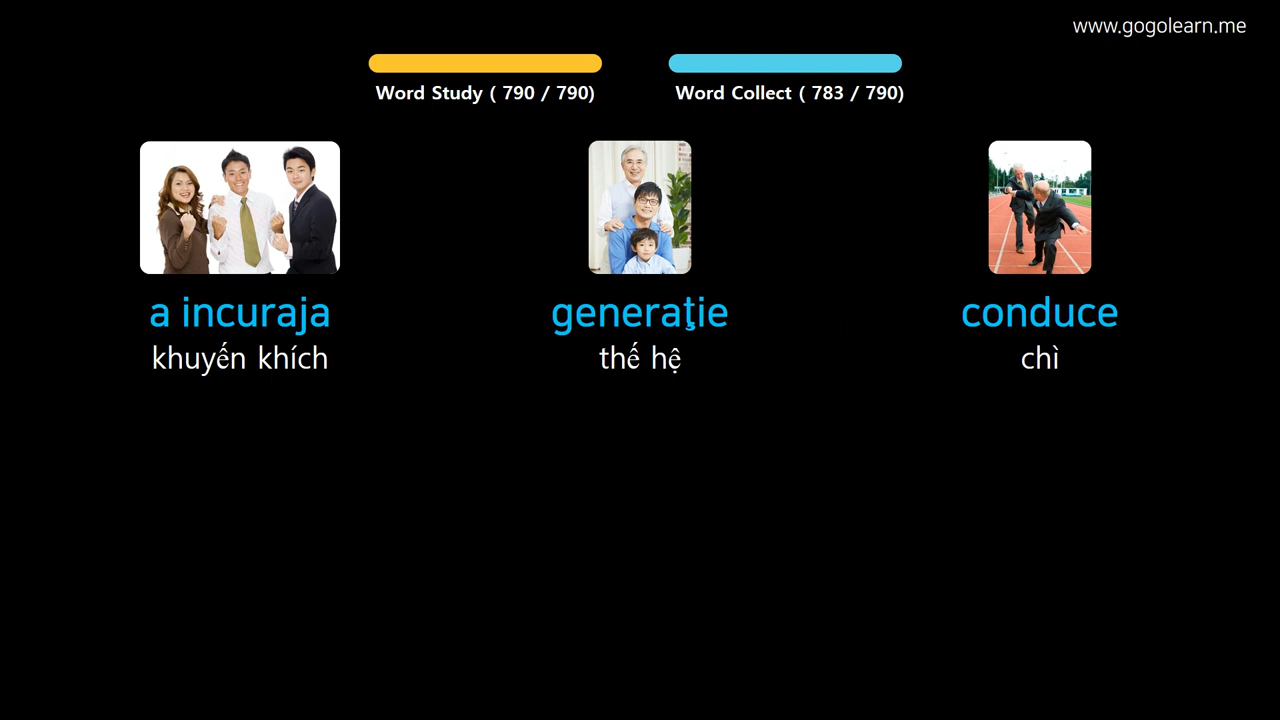 www.gogolearn.me
Word Study ( 790 / 790)
Word Collect ( 783 / 790)
a incuraja
generaţie
conduce
khuyến khích
thế hệ
chì